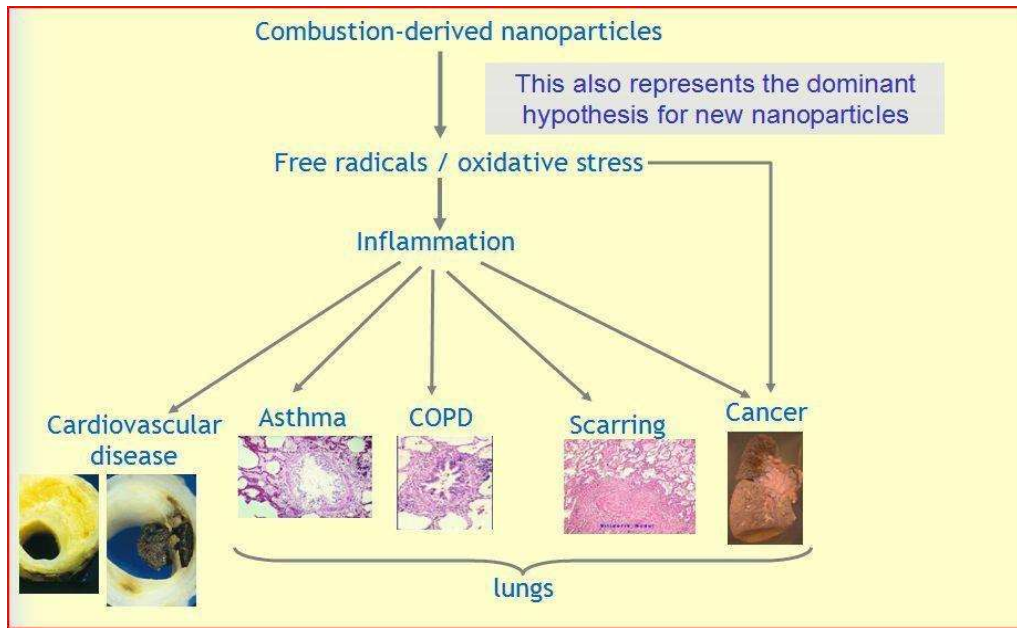 Combustion-derived nanoparticles
This also represents the dominant
hypothesis for new nanoparticles
Free radicals / oxidative stress
Inflammation
Cardiovascular
disease
Asthma
COPD
Scarring
Cancer
lungs